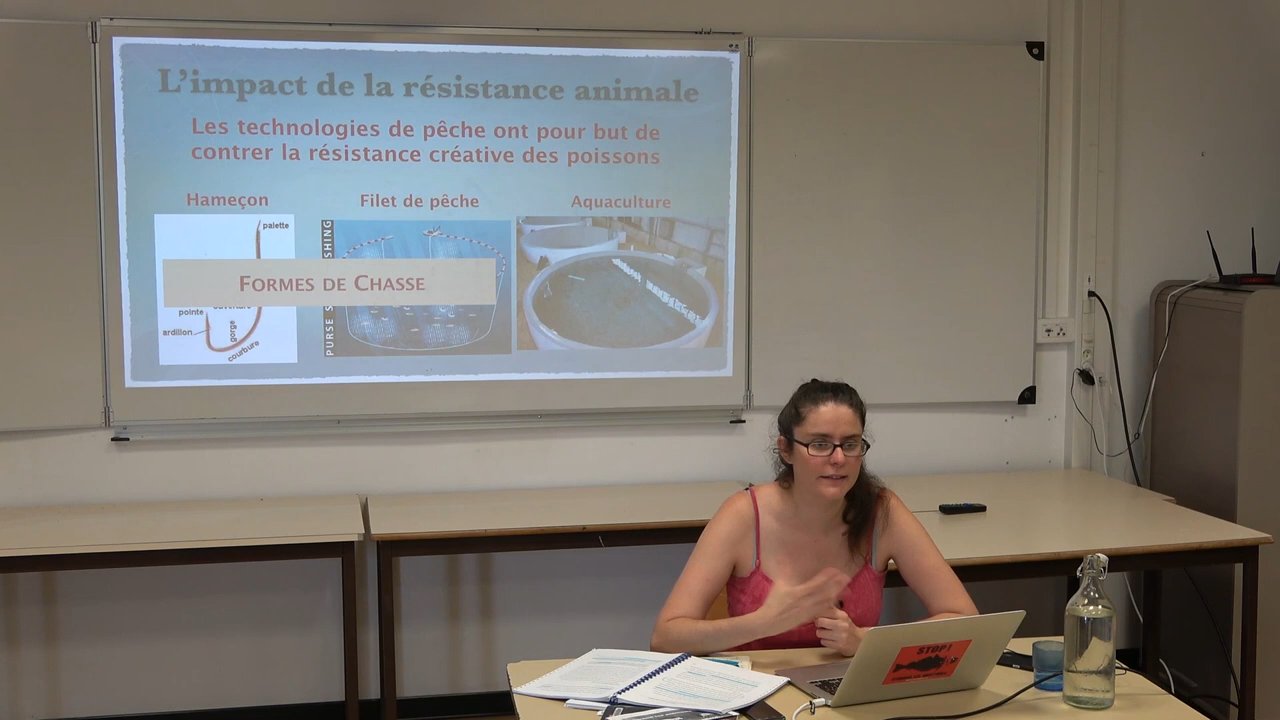 L'impact de la résistance animale
Les technologies de pêche ont pour but de
contrer la résistance créative des poissons
Hameçon
Filet de pêche
Aquaculture
palette
FORMES DE CHASSE
pointe
ardillon
gorge
courbure
PURSE S
SHING
STOP!